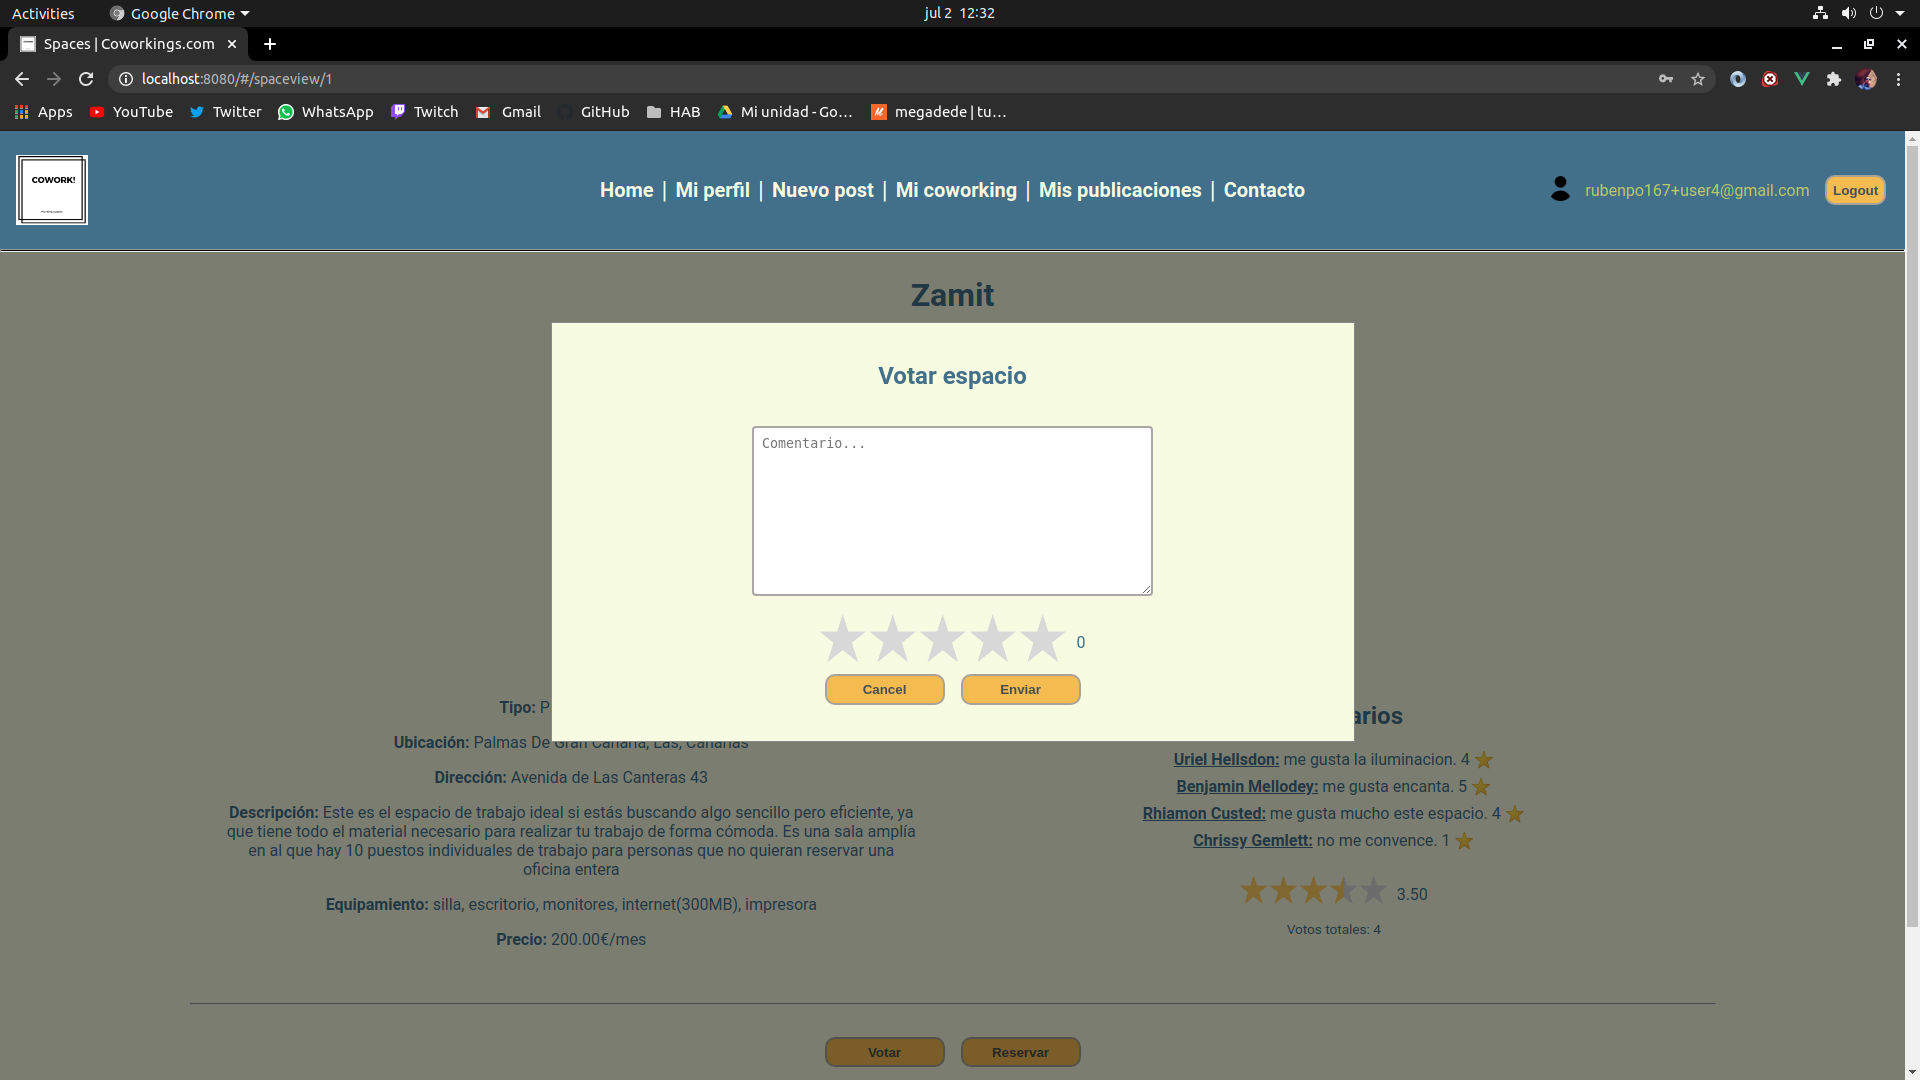 Activities
Google Chrome
jul 2 12:32
Spaces | Coworkings.com
localhost:8080/#/spaceview/1
Apps
YouTube
Twitter
WhatsApp
Twitch
Gmail
GitHub
HAB
Mi unidad - Go...
megadede | tu...
COWORK!
Home | Mi perfil | Nuevo post | Mi coworking | Mis publicaciones | Contacto
rubenpo167+user4@gmail.com
Logout
Zamit
Votar espacio
Comentario...
0
Cancel
Enviar
Tipo: P
Ubicación: Palmas De Gran Canaria, Las, Canarias
Dirección: Avenida de Las Canteras 43
Descripción: Este es el espacio de trabajo ideal si estás buscando algo sencillo pero eficiente, ya
que tiene todo el material necesario para realizar tu trabajo de forma cómoda. Es una sala amplía
en al que hay 10 puestos individuales de trabajo para personas que no quieran reservar una
oficina entera
Equipamiento: silla, escritorio, monitores, internet(300MB), impresora
Precio: 200.00€/mes
arios
Uriel Hellsdon: me gusta la iluminacion. 4
Benjamin Mellodey: me gusta encanta. 5
Rhiamon Custed: me gusta mucho este espacio. 4
Chrissy Gemlett: no me convence. 1
3.50
Votos totales: 4
Votar
Reservar